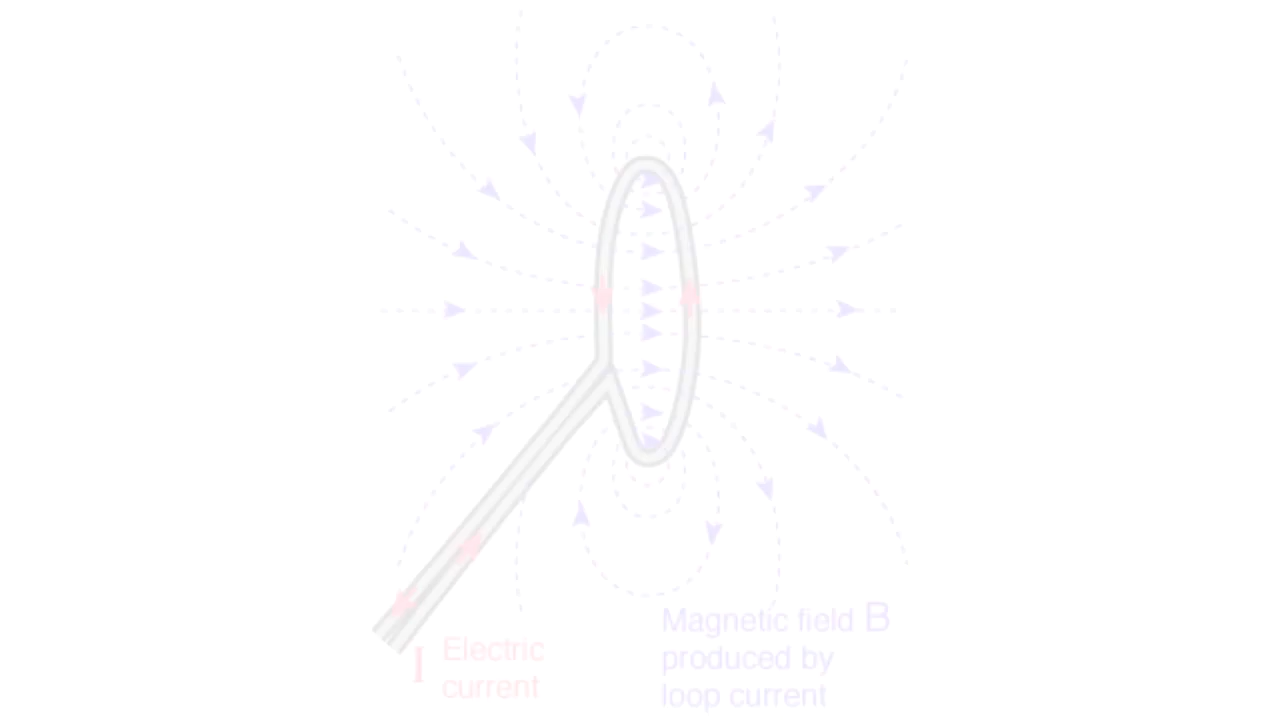 I
Electric
current
Magnetic field B
produced by
loop current